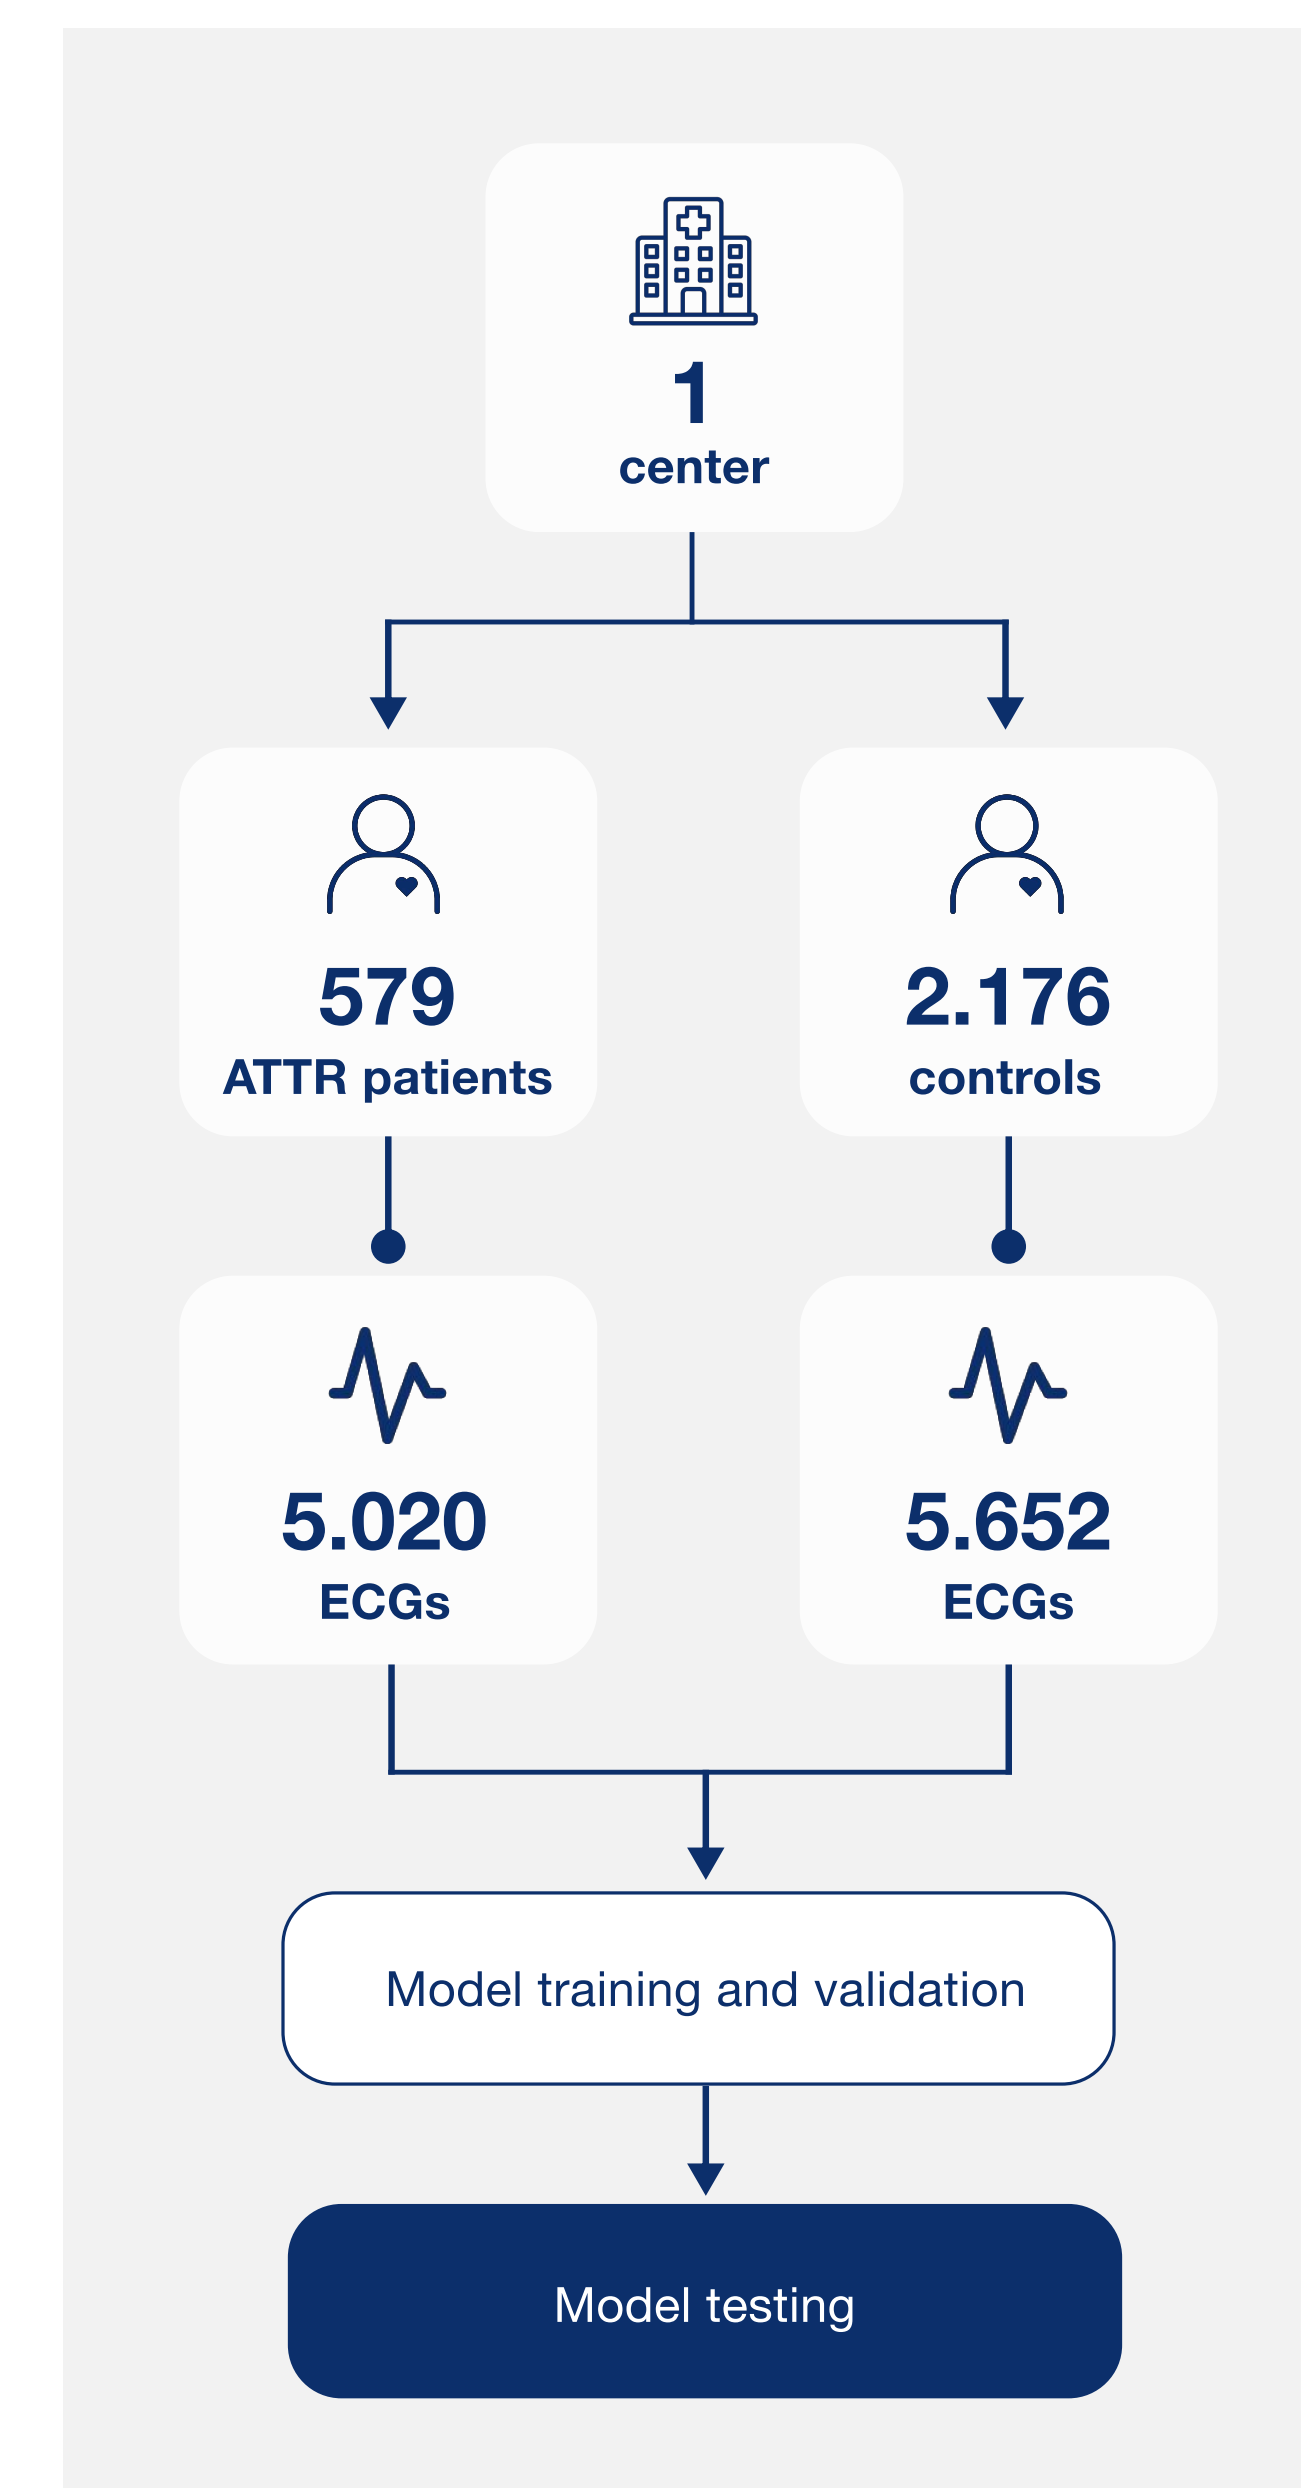 1
center
579
ATTR patients
2.176
controls
5.020
ECGs
5.652
ECGs
Model training and validation
Model testing